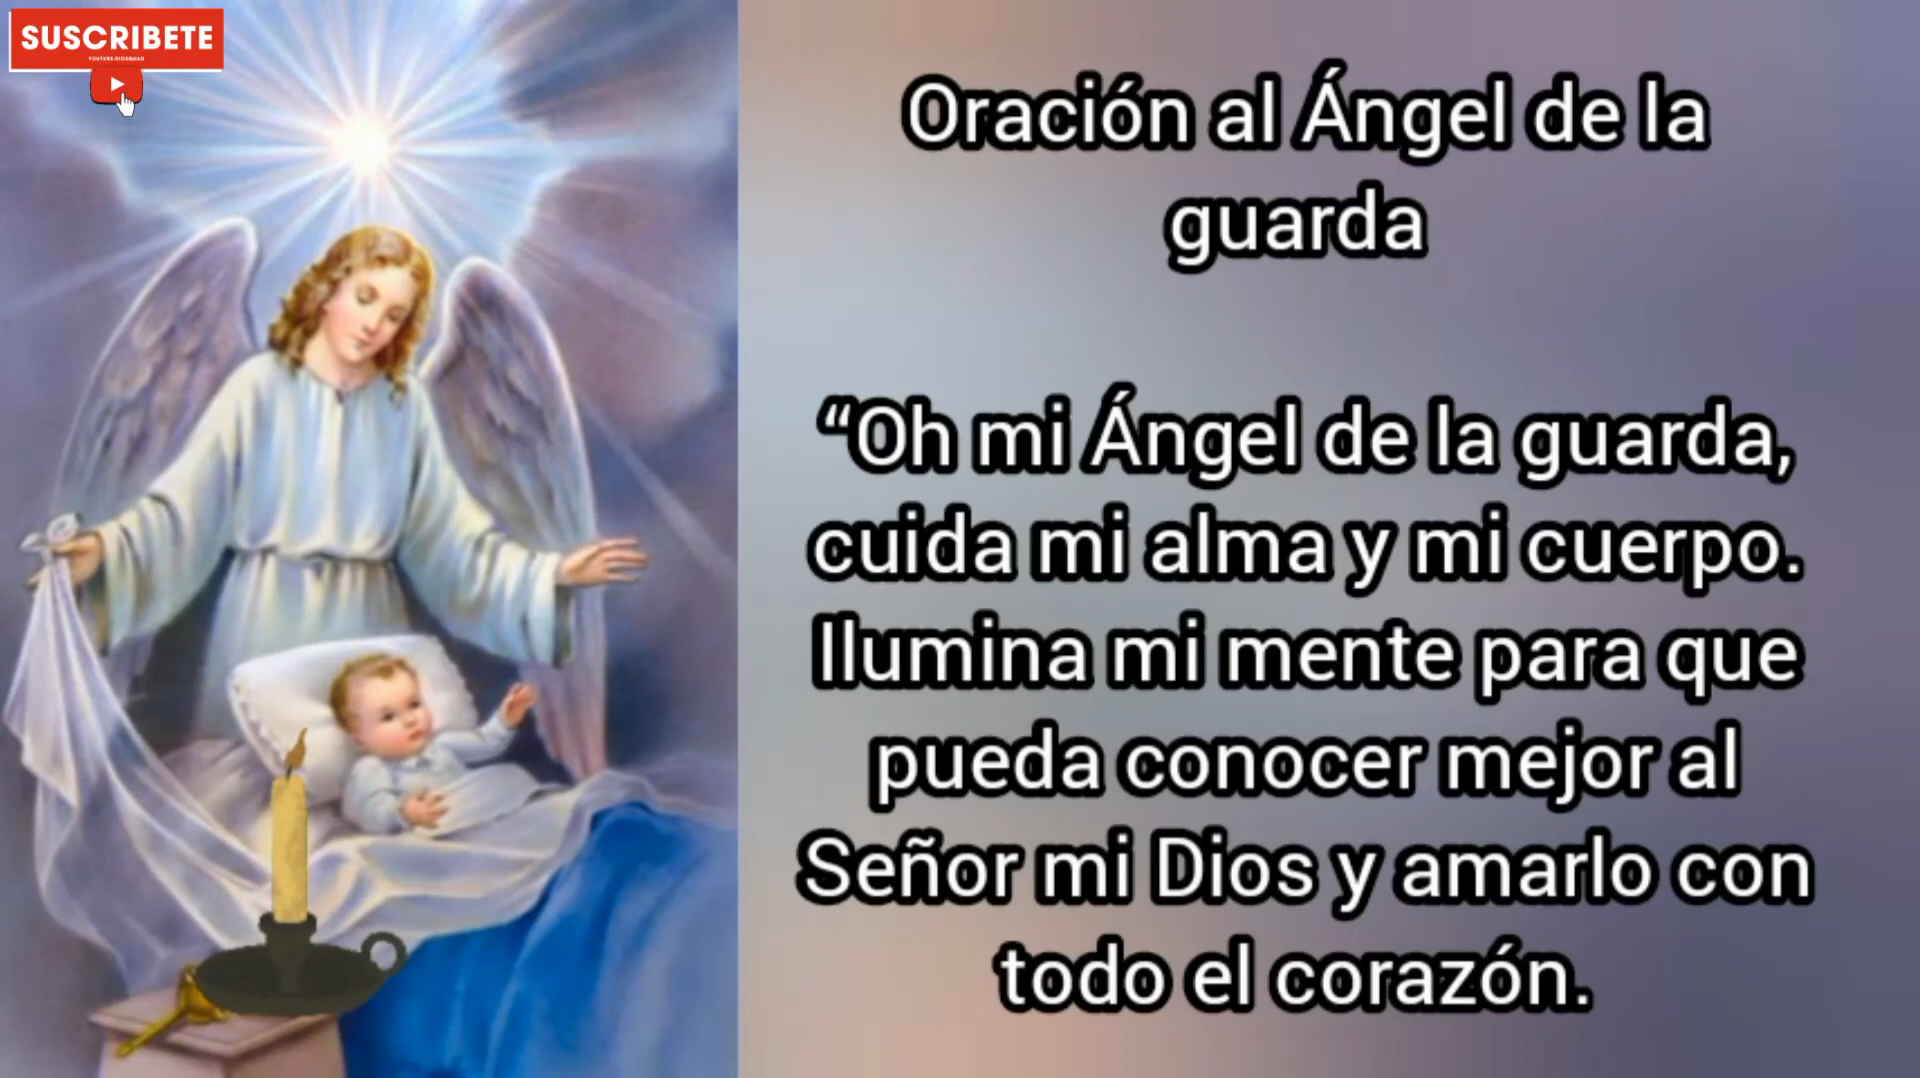 SUSCRIBETE
Oración al Ángel de la
guarda
“Oh mi Ángel de la guarda,
cuida mi alma y mi cuerpo.
Ilumina mi mente para que
pueda conocer mejor al
Señor mi Dios y amarlo con
todo el corazón.